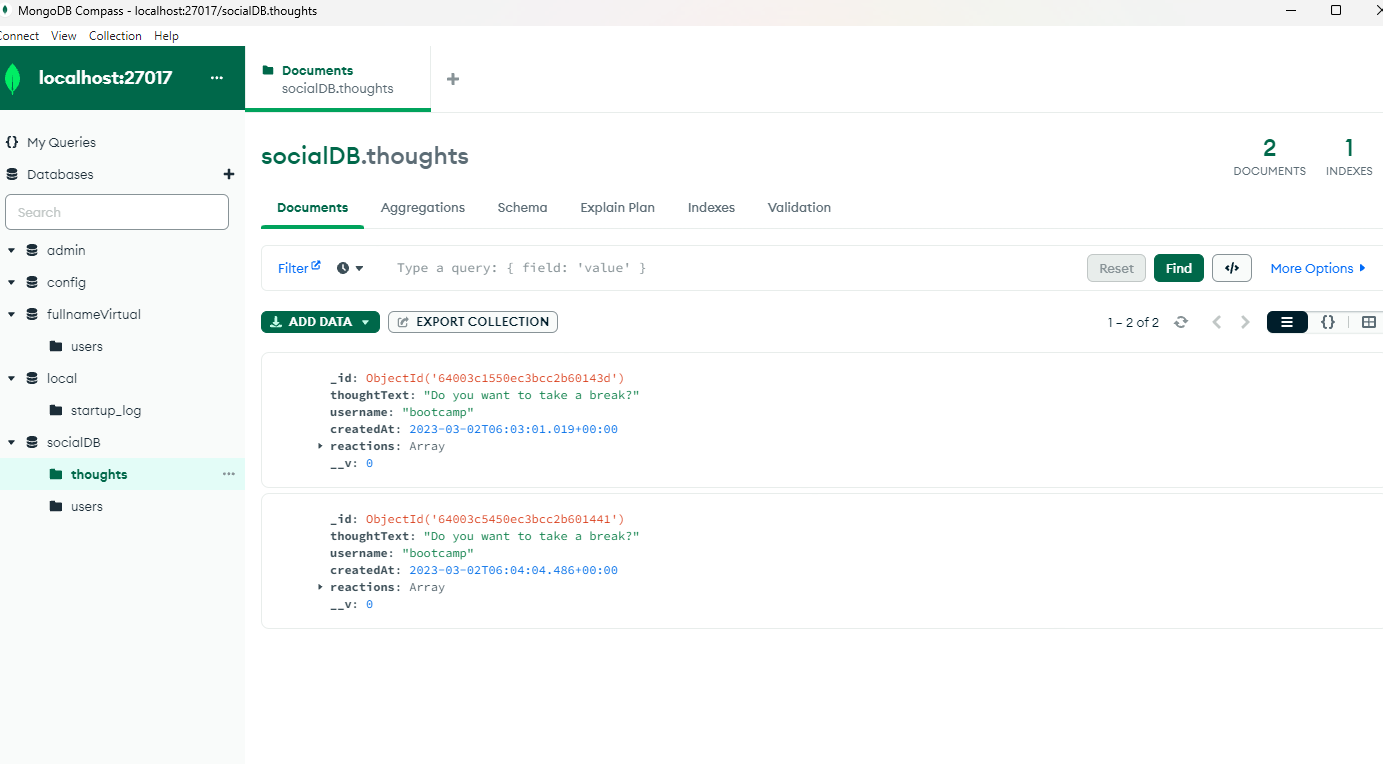 MongoDB Compass - localhost:27017/socialDB.thoughts
onnect View Collection Help
localhost:27017 ...
My Queries
Databases
Search
admin
config
fullnameVirtual
users
local
startup_log
socialDB
thoughts ...
users
Documents
socialDB.thoughts
socialDB.thoughts
2
DOCUMENTS
1
INDEXES
Documents Aggregations Schema Explain Plan Indexes Validation
Filter Type a query: { field: 'value' } Reset Find </> More Options
ADD DATA EXPORT COLLECTION 1 – 2 of 2 {}
_id: ObjectId('64003c1550ec3bcc2b60143d')
thoughtText: "Do you want to take a break?"
username: "bootcamp"
createdAt: 2023-03-02T06:03:01.019+00:00
reactions: Array
__v: 0
_id: ObjectId('64003c5450ec3bcc2b601441')
thoughtText: "Do you want to take a break?"
username: "bootcamp"
createdAt: 2023-03-02T06:04:04.486+00:00
reactions: Array
__v: 0